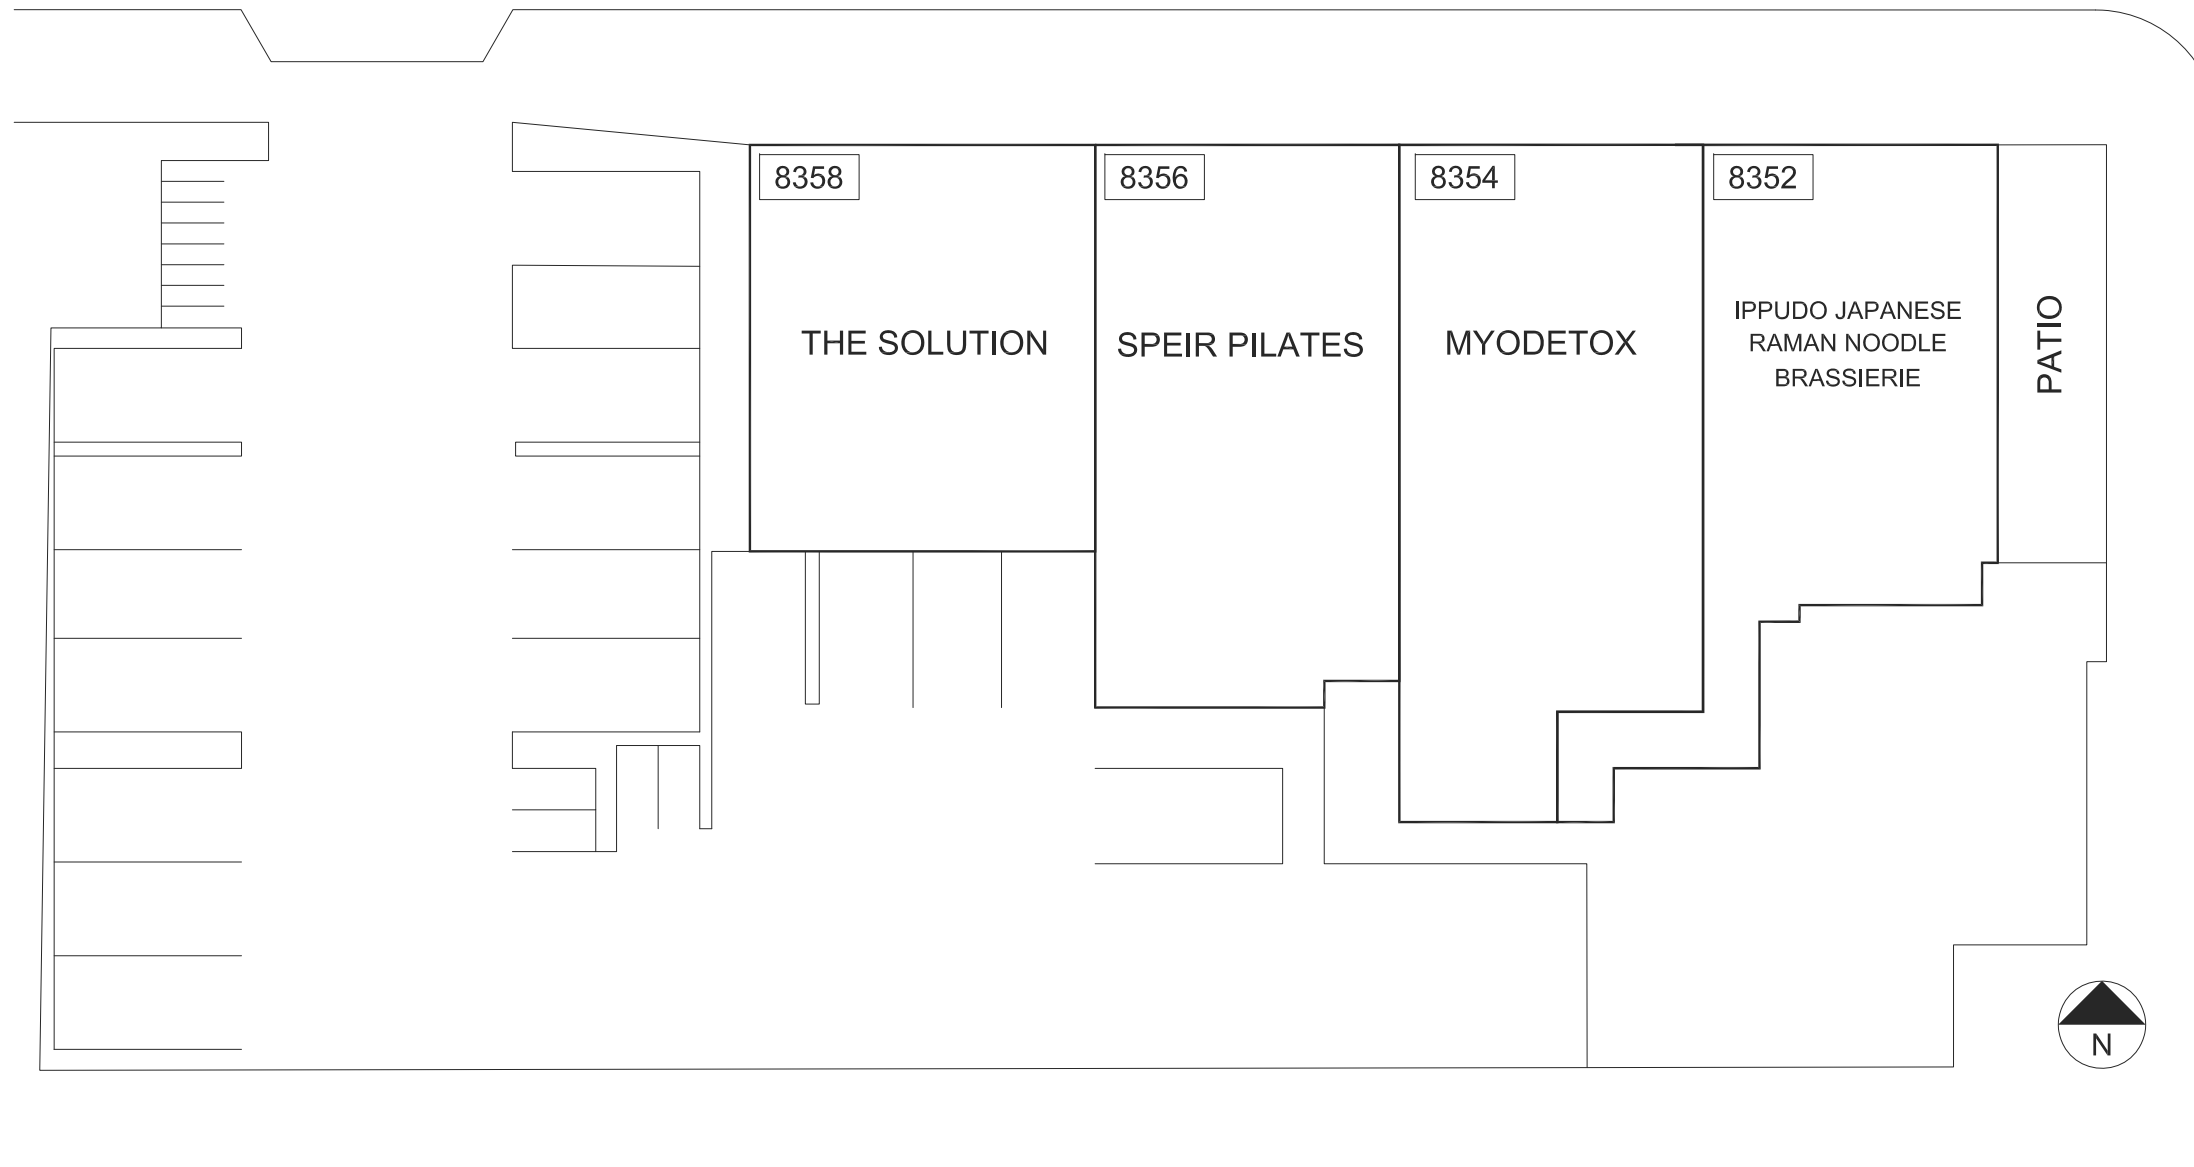 8358
8356
8354
8352
THE SOLUTION
SPEIR PILATES
MYODETOX
IPPUDO JAPANESE
RAMAN NOODLE
BRASSIERIE
PATIO
N